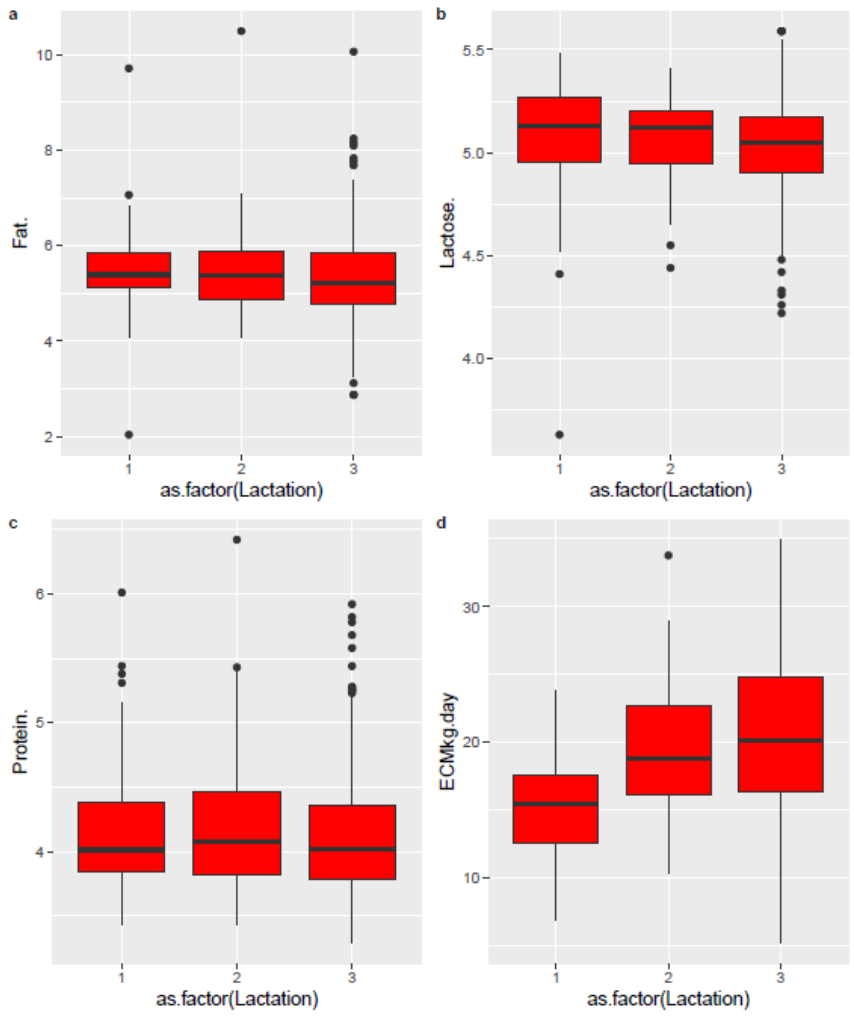 a
10
8
6
4
2
Fat.
1 2 3
as.factor(Lactation)
b
5.5
5.0
4.5
4.0
Lactose.
1 2 3
as.factor(Lactation)
c
6
5
4
Protein.
1 2 3
as.factor(Lactation)
d
30
20
10
ECMkg.day
1 2 3
as.factor(Lactation)